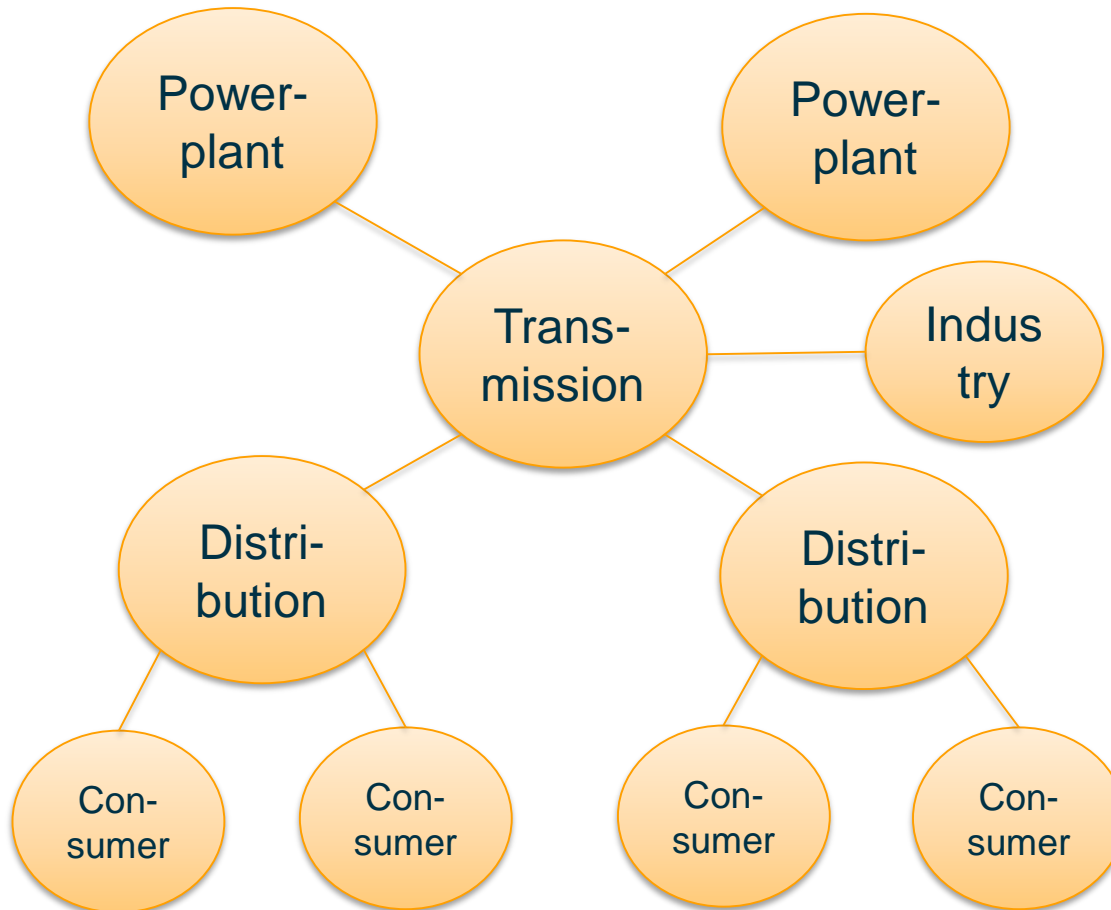 Power-
plant
Power-
plant
Trans-
mission
Indus
try
Distri-
bution
Distri-
bution
Con-
sumer
Con-
sumer
Con-
sumer
Con-
sumer